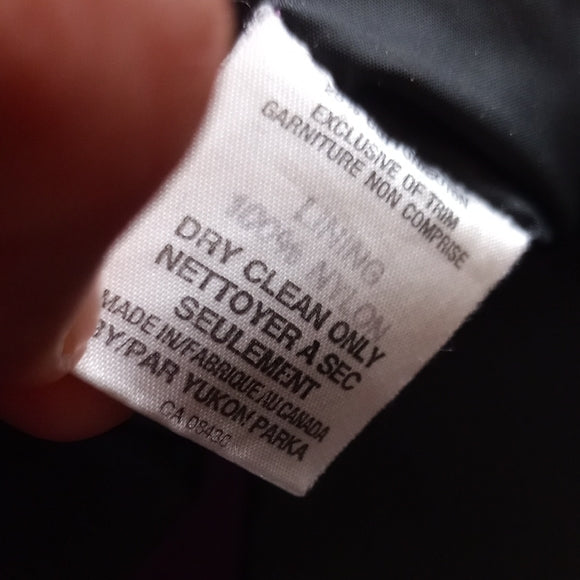 EXCLUSIVE OF TRIM
GARNITURE NON COMPRISE
LINING
100% NYLON
DRY CLEAN ONLY
NETTOYER A SEC
SEULEMENT
MADE IN/FABRIQUE AU CANADA
BY/PAR YUKON PARKA
CA 08430